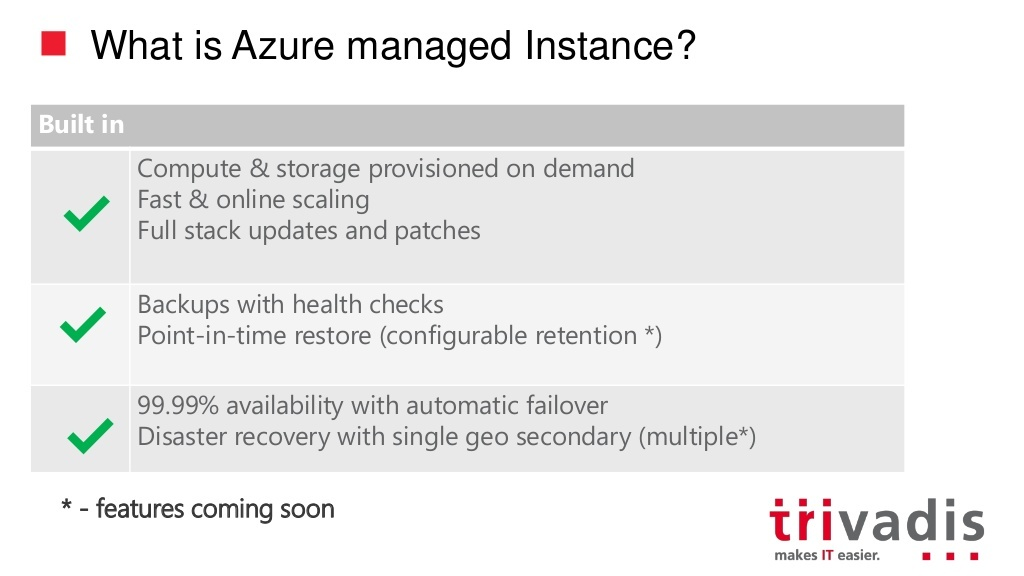 What is Azure managed Instance?
Built in
Compute & storage provisioned on demand
Fast & online scaling
Full stack updates and patches
Backups with health checks
Point-in-time restore (configurable retention *)
99.99% availability with automatic failover
Disaster recovery with single geo secondary (multiple*)
* - features coming soon
trivadis
makes IT easier.